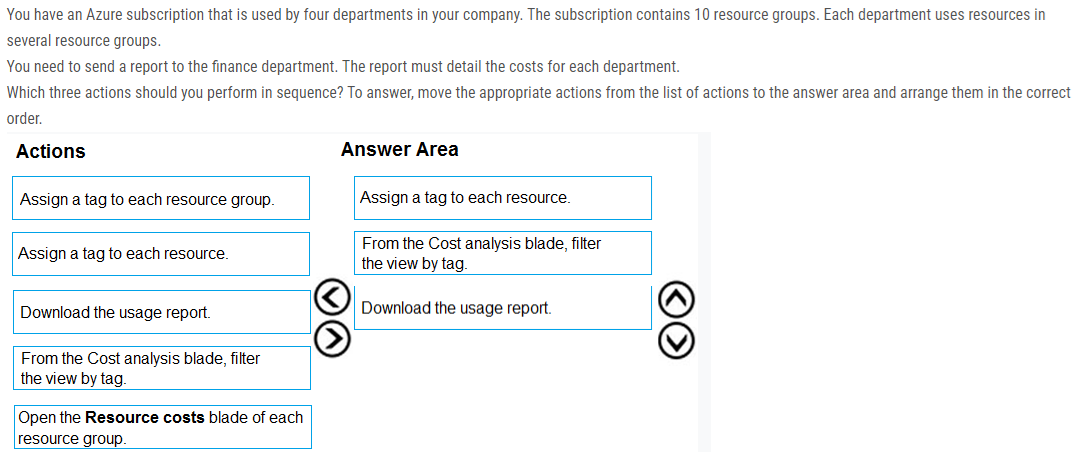 You have an Azure subscription that is used by four departments in your company. The subscription contains 10 resource groups. Each department uses resources in
several resource groups.
You need to send a report to the finance department. The report must detail the costs for each department.
Which three actions should you perform in sequence? To answer, move the appropriate actions from the list of actions to the answer area and arrange them in the correct
order.
Actions
Assign a tag to each resource group.
Assign a tag to each resource.
Download the usage report.
From the Cost analysis blade, filter
the view by tag.
Open the Resource costs blade of each
resource group.
Answer Area
Assign a tag to each resource.
From the Cost analysis blade, filter
the view by tag.
Download the usage report.